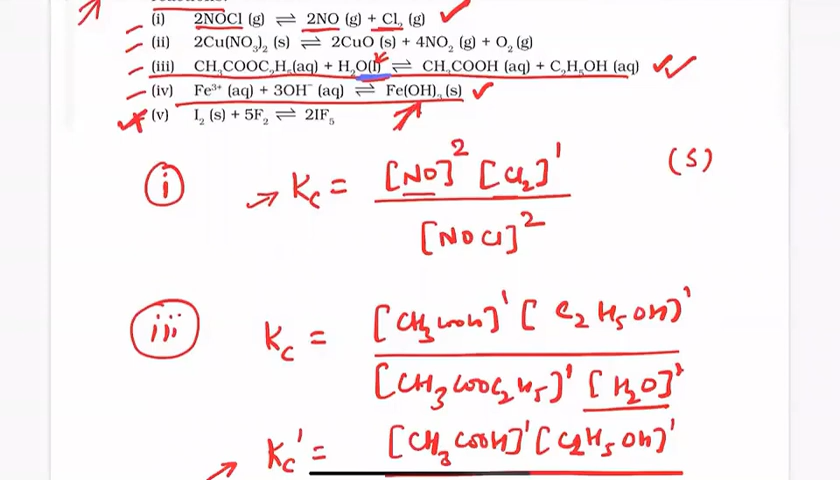 (i) 2NOCl (g) ⇌ 2NO (g) + Cl₂ (g)
(ii) 2Cu(NO₃)₂ (s) ⇌ 2CuO (s) + 4NO₂ (g) + O₂ (g)
(iii) CH₃COOC₂H₅(aq) + H₂O(l) ⇌ CH₃COOH (aq) + C₂H₅OH (aq)
(iv) Fe³⁺ (aq) + 3OH⁻ (aq) ⇌ Fe(OH)₃ (s)
(v) I₂ (s) + 5F₂ ⇌ 2IF₅
(i) → Kc = [NO]² [Cl₂]¹ (s)
[NOCl]²
(iii) Kc = [CH₃COOH]¹ [C₂H₅OH]¹
[CH₃COOC₂H₅]¹ [H₂O]¹
Kc' = [CH₃COOH]¹ [C₂H₅OH]¹